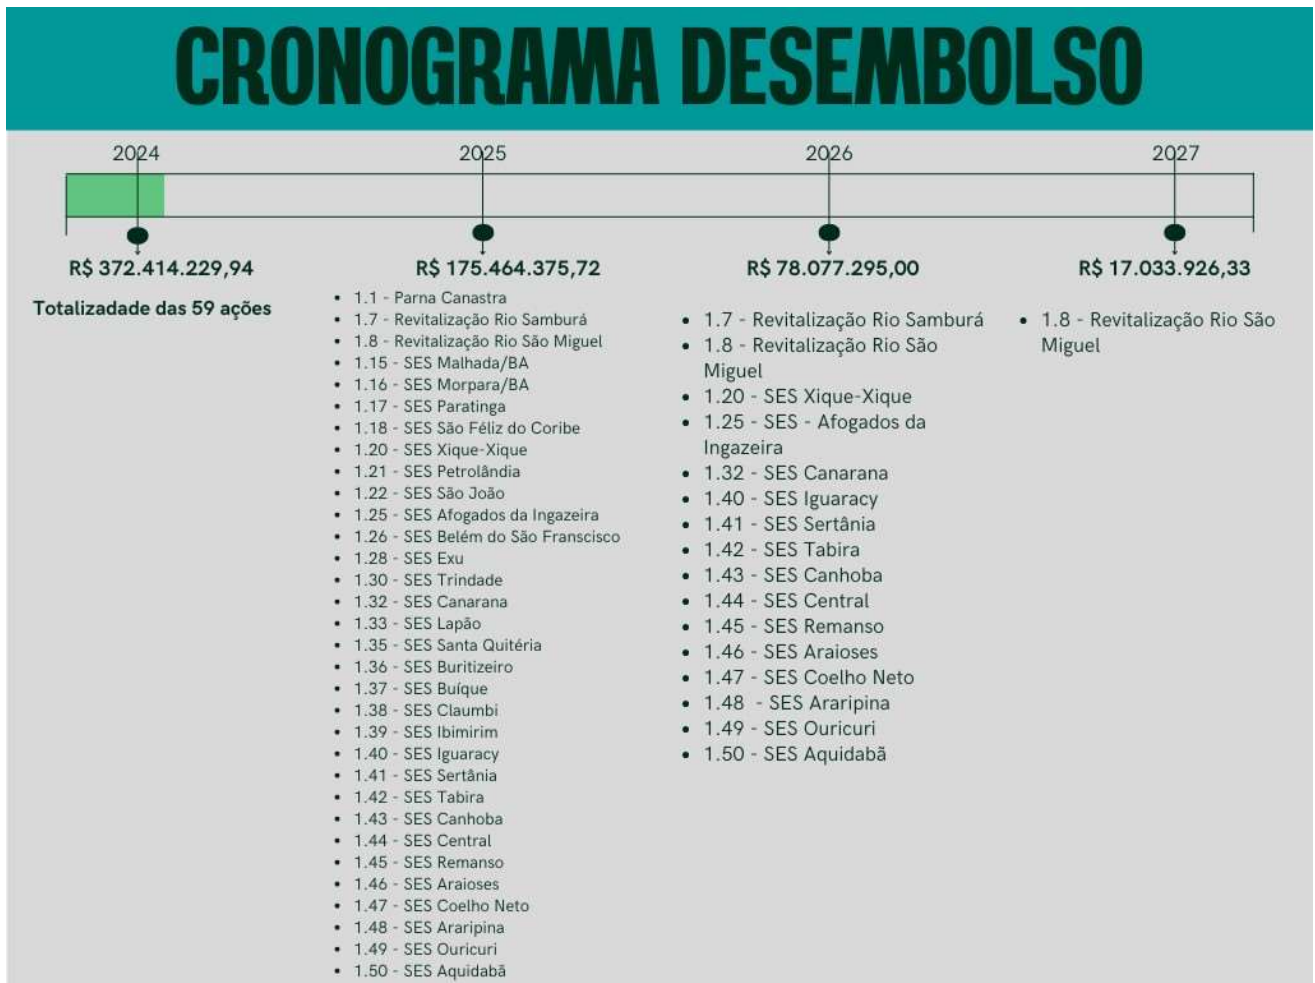 CRONOGRAMA DESEMBOLSO
2024
2025
2026
2027
R$ 372.414.229,94
Totalizadade das 59 ações
R$ 175.464.375,72
• 1.1 - Parna Canastra
• 1.7 - Revitalização Rio Samburá
• 1.8 - Revitalização Rio São Miguel
• 1.15 - SES Malhada/BA
• 1.16 - SES Morpara/BA
• 1.17 - SES Paratinga
• 1.18 - SES São Féliz do Coribe
• 1.20 - SES Xique-Xique
• 1.21 - SES Petrolândia
• 1.22 - SES São João
• 1.25 - SES Afogados da Ingazeira
• 1.26 - SES Belém do São Franscisco
• 1.28 - SES Exu
• 1.30 - SES Trindade
• 1.32 - SES Canarana
• 1.33 - SES Lapão
• 1.35 - SES Santa Quitéria
• 1.36 - SES Buritizeiro
• 1.37 - SES Buíque
• 1.38 - SES Claumbi
• 1.39 - SES Ibimirim
• 1.40 - SES Iguaracy
• 1.41 - SES Sertânia
• 1.42 - SES Tabira
• 1.43 - SES Canhoba
• 1.44 - SES Central
• 1.45 - SES Remanso
• 1.46 - SES Araioses
• 1.47 - SES Coelho Neto
• 1.48 - SES Araripina
• 1.49 - SES Ouricuri
• 1.50 - SES Aquidabã
R$ 78.077.295,00
• 1.7 - Revitalização Rio Samburá
• 1.8 - Revitalização Rio São
Miguel
• 1.20 - SES Xique-Xique
• 1.25 - SES - Afogados da
Ingazeira
• 1.32 - SES Canarana
• 1.40 - SES Iguaracy
• 1.41 - SES Sertânia
• 1.42 - SES Tabira
• 1.43 - SES Canhoba
• 1.44 - SES Central
• 1.45 - SES Remanso
• 1.46 - SES Araioses
• 1.47 - SES Coelho Neto
• 1.48  - SES Araripina
• 1.49 - SES Ouricuri
• 1.50 - SES Aquidabã
R$ 17.033.926,33
• 1.8 - Revitalização Rio São
Miguel